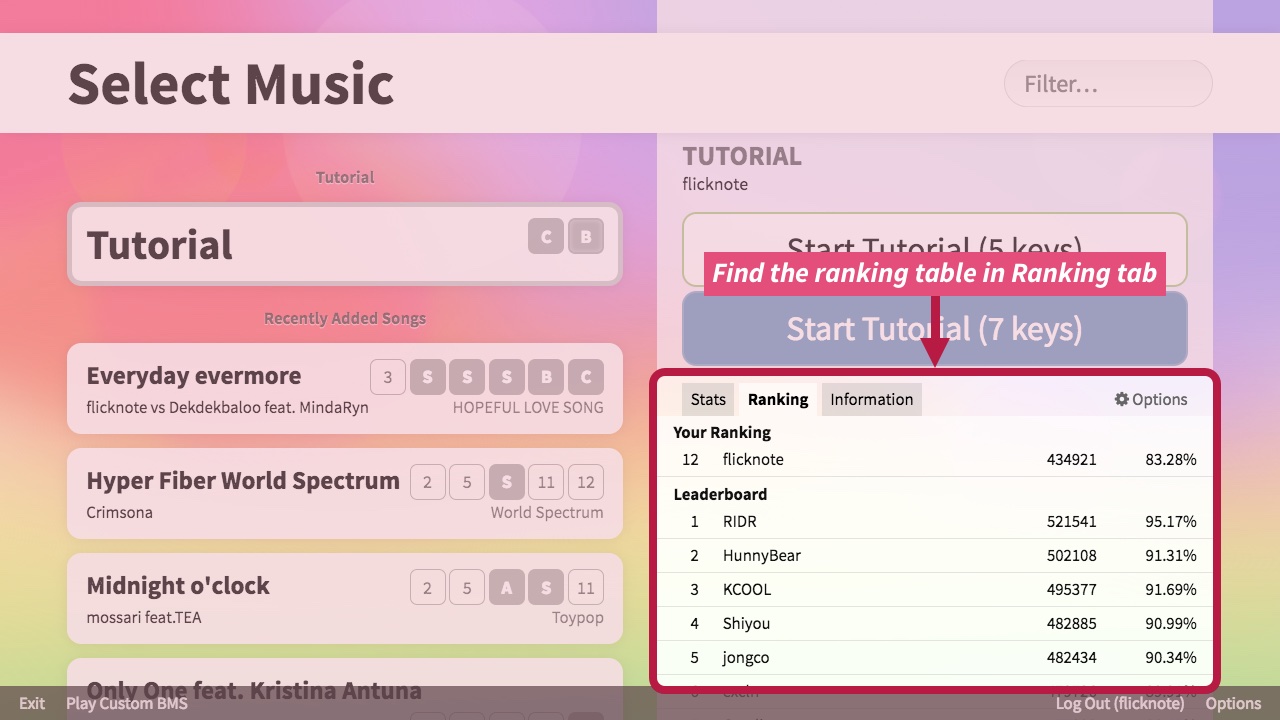 Select Music
Filter…
Tutorial
Tutorial
C B
Recently Added Songs
Everyday evermore
3 S S S B C
flicknote vs Dekdekbaloo feat. MindaRyn
HOPEFUL LOVE SONG
Hyper Fiber World Spectrum
2 5 S 11 12
Crimsona
World Spectrum
Midnight o'clock
2 5 A S 11
mossari feat.TEA
Toypop
Only One feat. Kristina Antuna
TUTORIAL
flicknote
Start Tutorial (5 keys)
Find the ranking table in Ranking tab
Start Tutorial (7 keys)
Stats Ranking Information Options
Your Ranking
12 flicknote 434921 83.28%
Leaderboard
1 RIDR 521541 95.17%
2 HunnyBear 502108 91.31%
3 KCOOL 495377 91.69%
4 Shiyou 482885 90.99%
5 jongco 482434 90.34%
Exit Play Custom BMS Log Out (flicknote) Options